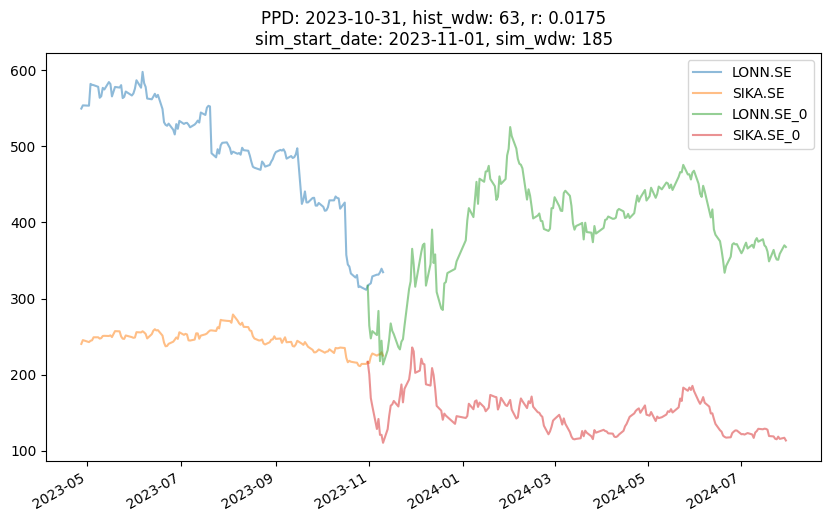 PPD: 2023-10-31, hist_wdw: 63, r: 0.0175
sim_start_date: 2023-11-01, sim_wdw: 185
LONN.SE
SIKA.SE
LONN.SE_0
SIKA.SE_0
600
500
400
300
200
100
2023-05
2023-07
2023-09
2023-11
2024-01
2024-03
2024-05
2024-07